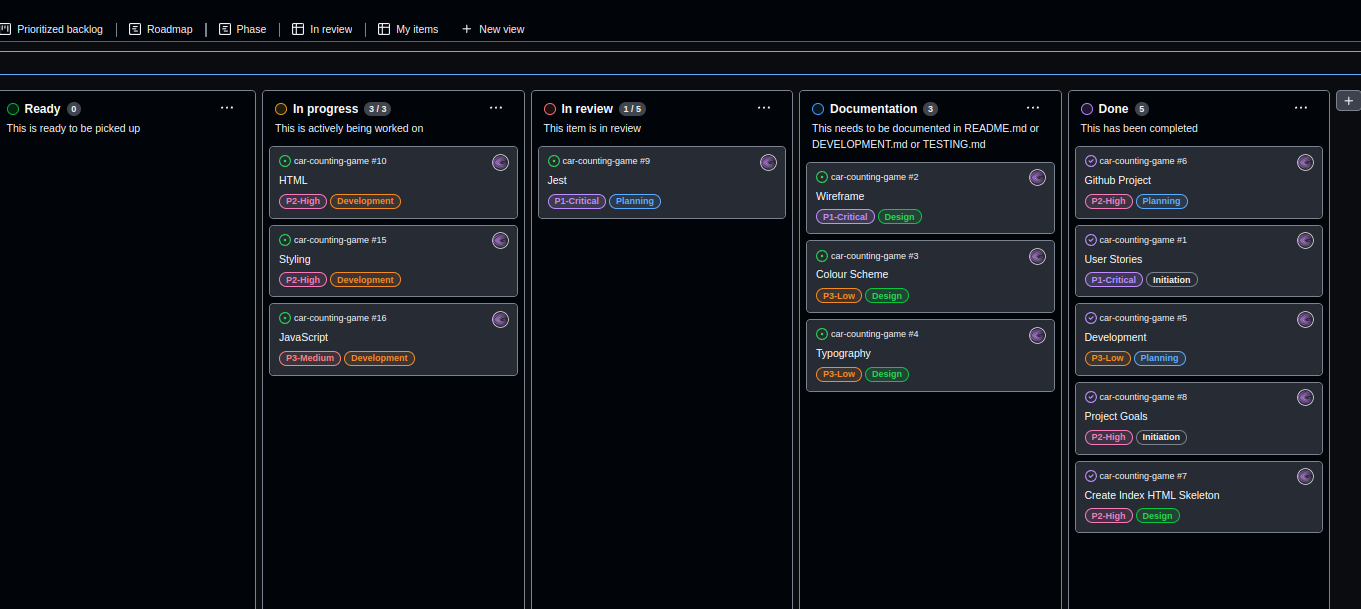 Prioritized backlog
Roadmap
Phase
In review
My items
New view
Ready 0
This is ready to be picked up
In progress 3 / 3
This is actively being worked on
car-counting-game #10
HTML
P2-High Development
car-counting-game #15
Styling
P2-High Development
car-counting-game #16
JavaScript
P3-Medium Development
In review 1 / 5
This item is in review
car-counting-game #9
Jest
P1-Critical Planning
Documentation 3
This needs to be documented in README.md or
DEVELOPMENT.md or TESTING.md
car-counting-game #2
Wireframe
P1-Critical Design
car-counting-game #3
Colour Scheme
P3-Low Design
car-counting-game #4
Typography
P3-Low Design
Done 5
This has been completed
car-counting-game #6
Github Project
P2-High Planning
car-counting-game #1
User Stories
P1-Critical Initiation
car-counting-game #5
Development
P3-Low Planning
car-counting-game #8
Project Goals
P2-High Initiation
car-counting-game #7
Create Index HTML Skeleton
P2-High Design